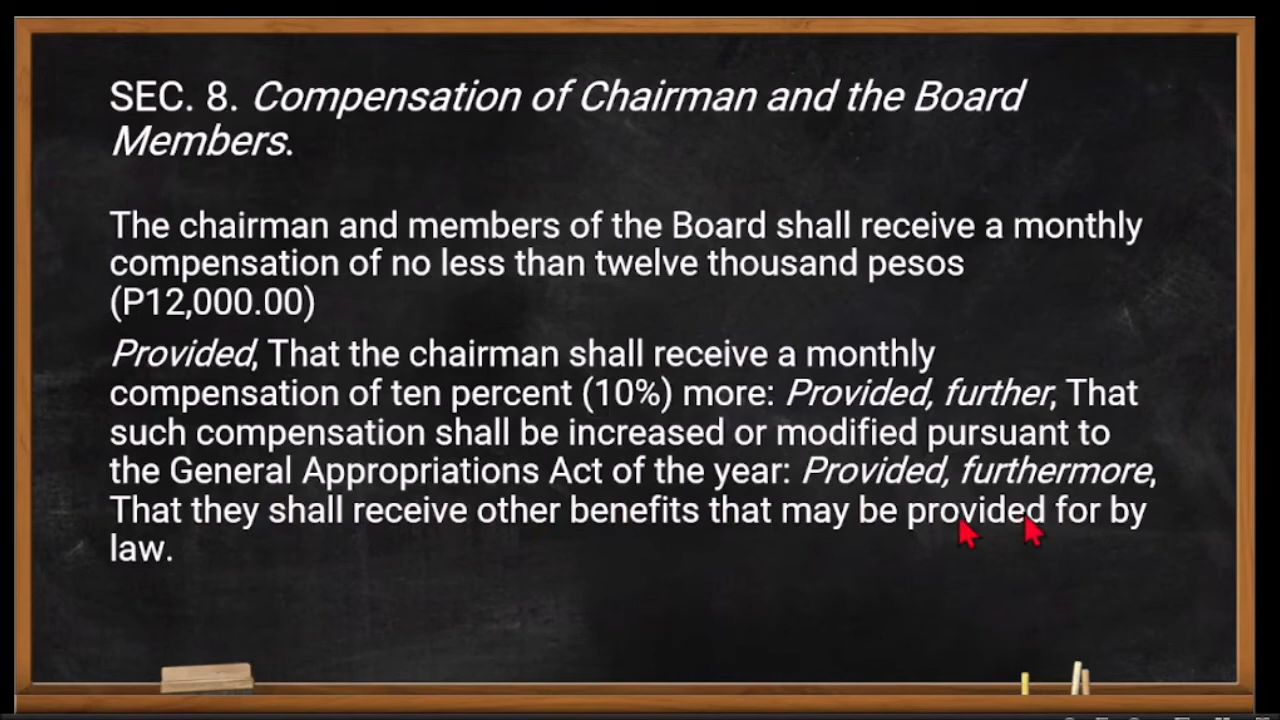 SEC. 8. Compensation of Chairman and the Board
Members.
The chairman and members of the Board shall receive a monthly
compensation of no less than twelve thousand pesos
(P12,000.00)
Provided, That the chairman shall receive a monthly
compensation of ten percent (10%) more: Provided, further, That
such compensation shall be increased or modified pursuant to
the General Appropriations Act of the year: Provided, furthermore,
That they shall receive other benefits that may be provided for by
law.